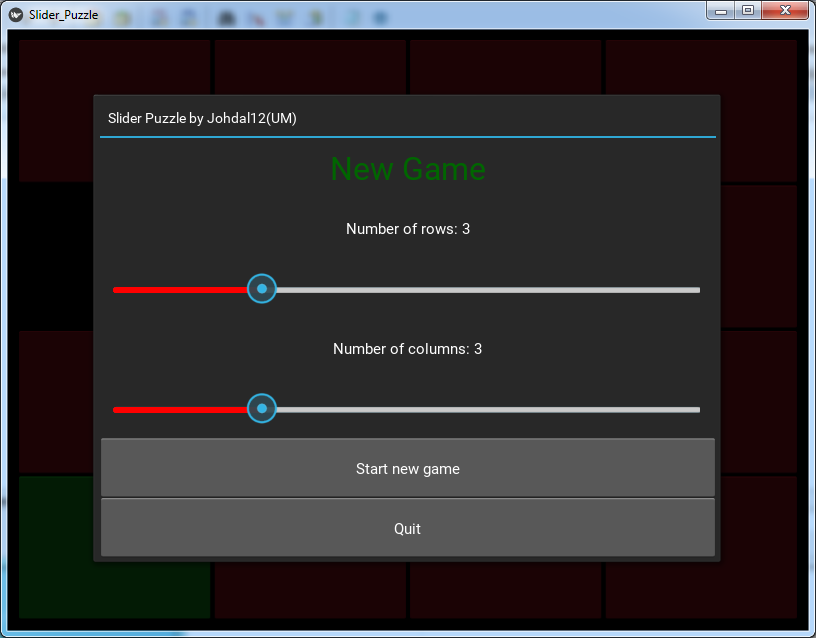 Slider_Puzzle
Slider Puzzle by Johdal12(UM)
New Game
Number of rows: 3
Number of columns: 3
Start new game
Quit